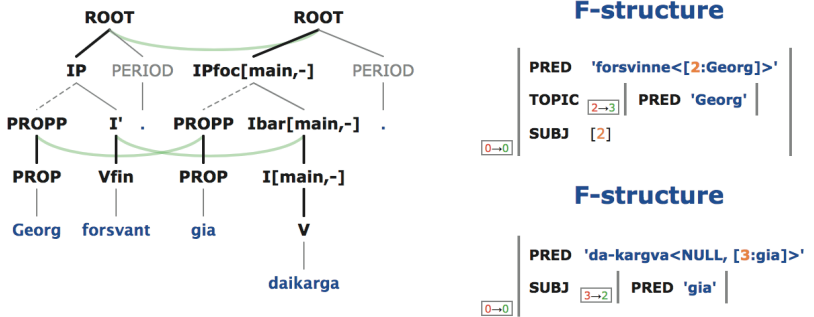 ROOT ROOT
IP PERIOD IPfoc[main,-] PERIOD
PROPP I' . PROPP Ibar[main,-] .
PROP Vfin PROP I[main,-]
Georg forsvant gia V
daikarga
F-structure
PRED 'forsvinne<[2:Georg]>'
TOPIC 2→3 PRED 'Georg'
SUBJ [2]
0→0
F-structure
PRED 'da-kargva<NULL, [3:gia]>'
SUBJ 3→2 PRED 'gia'
0→0